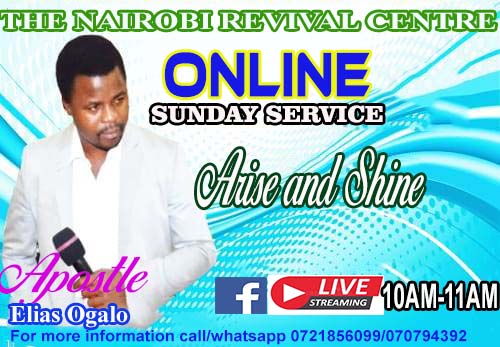 THE NAIROBI REVIVAL CENTRE
ONLINE
SUNDAY SERVICE
Arise and Shine
Apostle
Elias Ogalo
f LIVE STREAMING 10AM-11AM
For more information call/whatsapp 0721856099/070794392